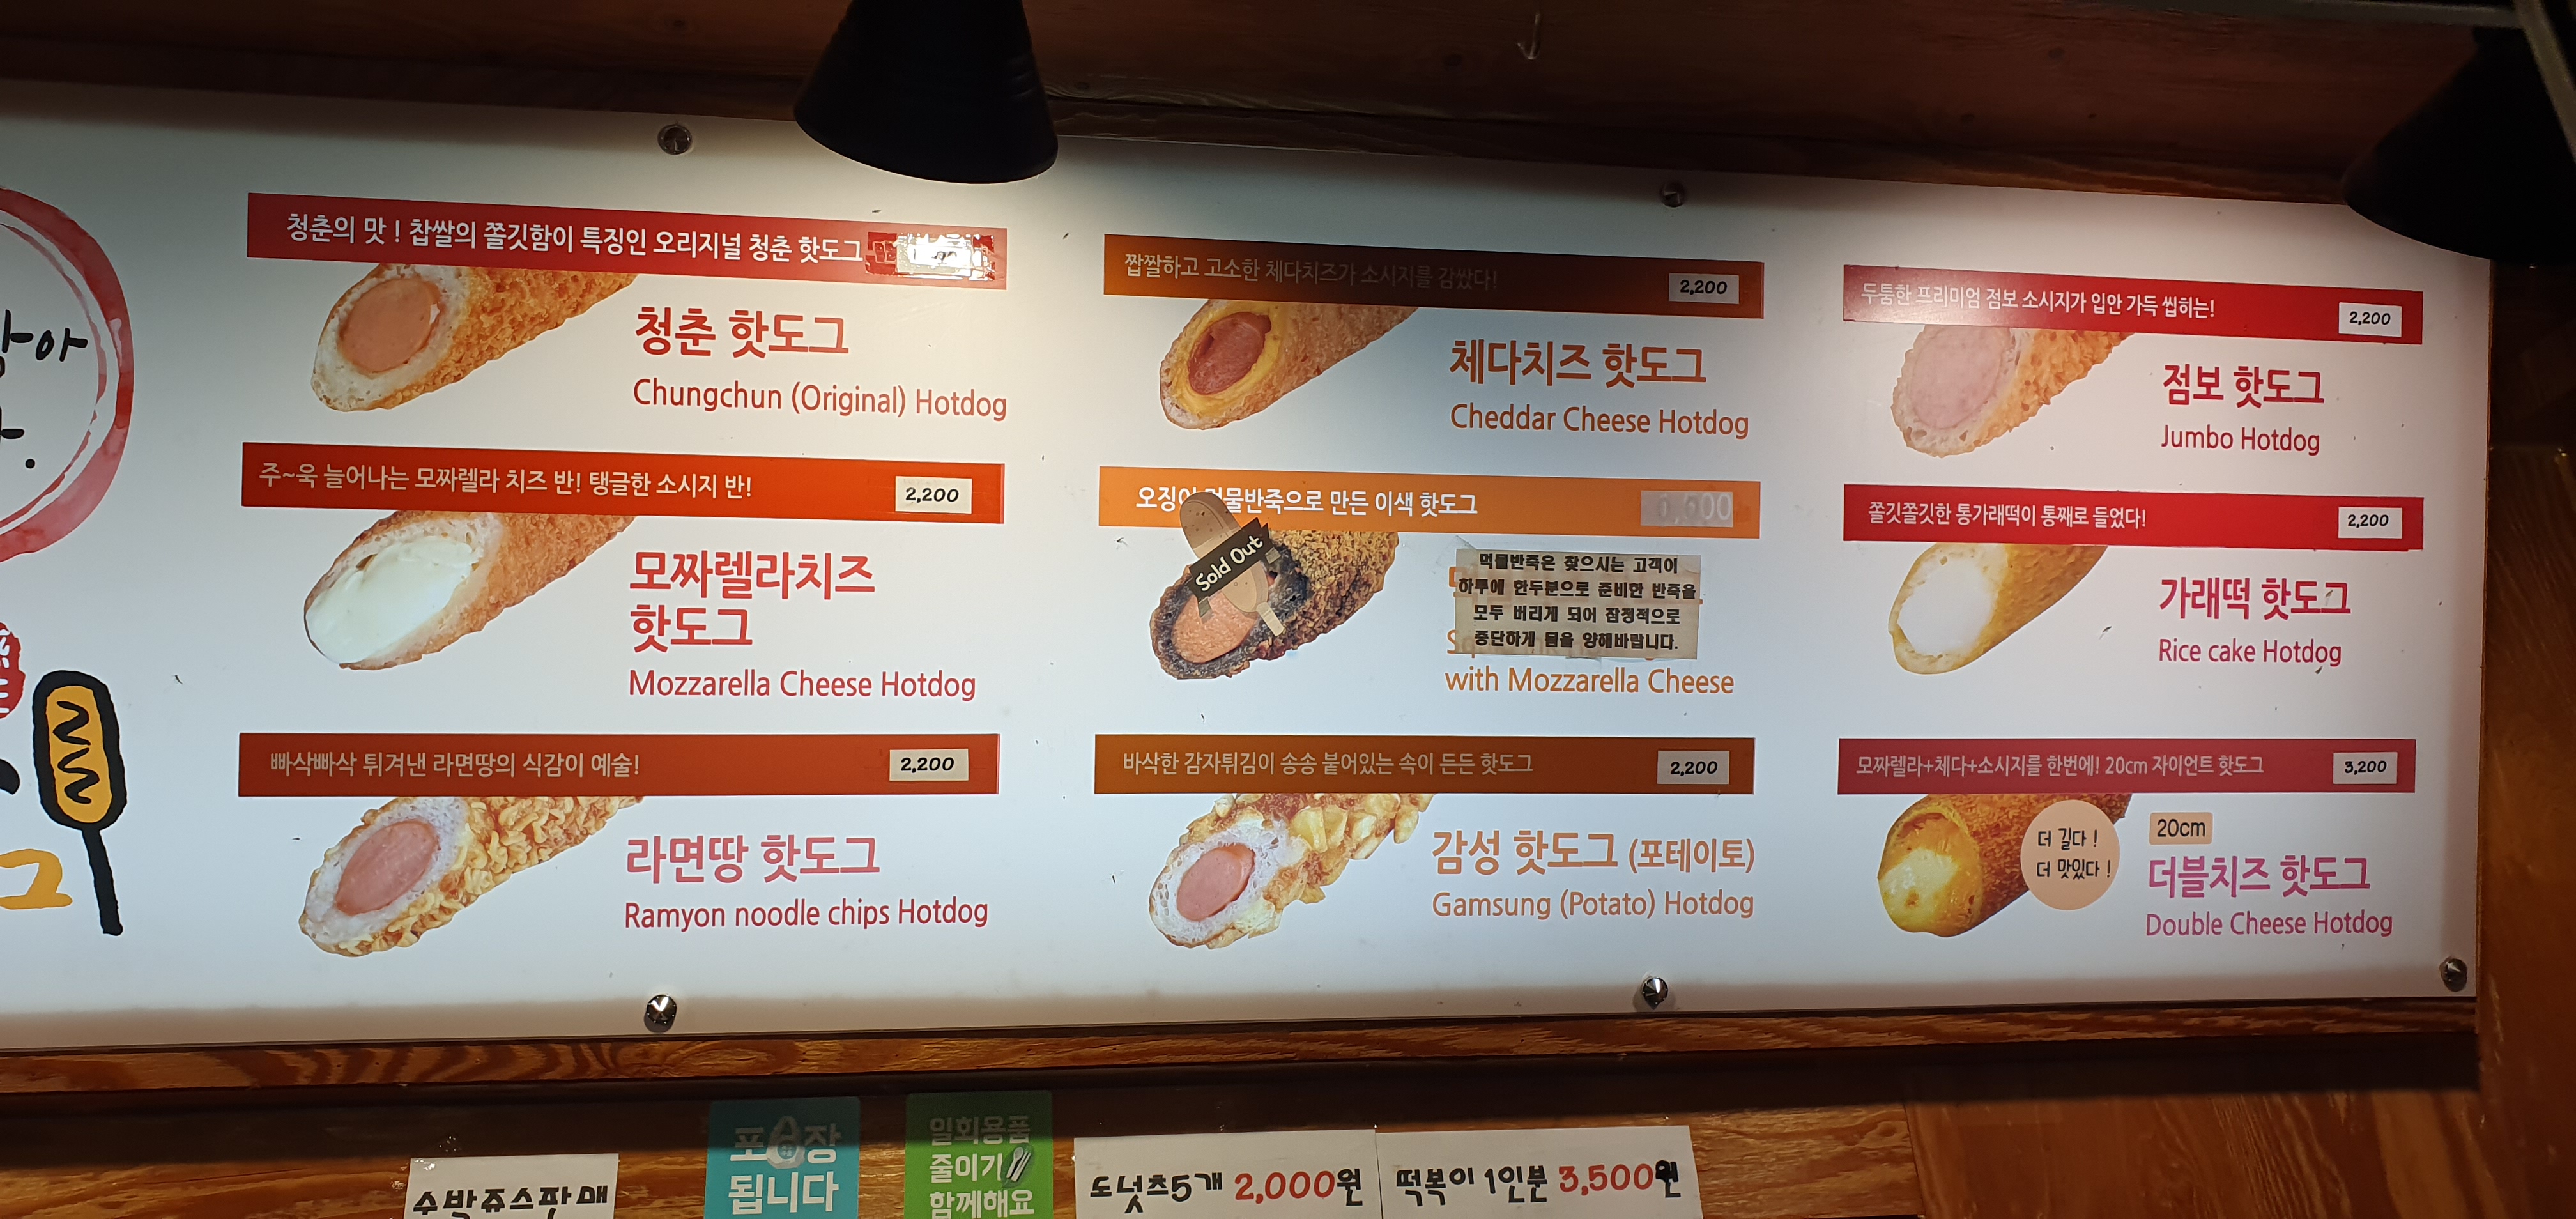 청춘의 맛 ! 찹쌀의 쫄깃함이 특징인 오리지널 청춘 핫도그
청춘 핫도그
Chungchun (Original) Hotdog
주~욱 늘어나는 모짜렐라 치즈 반! 탱글한 소시지 반!
2,200
모짜렐라치즈
핫도그
Mozzarella Cheese Hotdog
빠삭빠삭 튀겨낸 라면땅의 식감이 예술!
2,200
라면땅 핫도그
Ramyon noodle chips Hotdog
짭짤하고 고소한 체다치즈가 소시지를 감쌌다!
2,200
체다치즈 핫도그
Cheddar Cheese Hotdog
만든 이색 핫도그
Sold Out
먹물반죽은 찾으시는 고객이
하루에 한두분으로 준비한 반죽을
모두 버리게 되어 잠정적으로
중단하게 됨을 양해바랍니다.
with Mozzarella Cheese
바삭한 감자튀김이 송송 붙어있는 속이 든든 핫도그
2,200
감성 핫도그 (포테이토)
Gamsung (Potato) Hotdog
두툼한 프리미엄 점보 소시지가 입안 가득 씹히는!
2,200
점보 핫도그
Jumbo Hotdog
쫄깃쫄깃한 통가래떡이 통째로 들었다!
2,200
가래떡 핫도그
Rice cake Hotdog
모짜렐라+체다+소시지를 한번에! 20cm 자이언트 핫도그
3,200
더 길다 !
더 맛있다 !
20cm
더블치즈 핫도그
Double Cheese Hotdog
수박쥬스판매
포장
됩니다
일회용품
줄이기
함께해요
도넛츠5개 2,000원
떡복이 1인분 3,500원